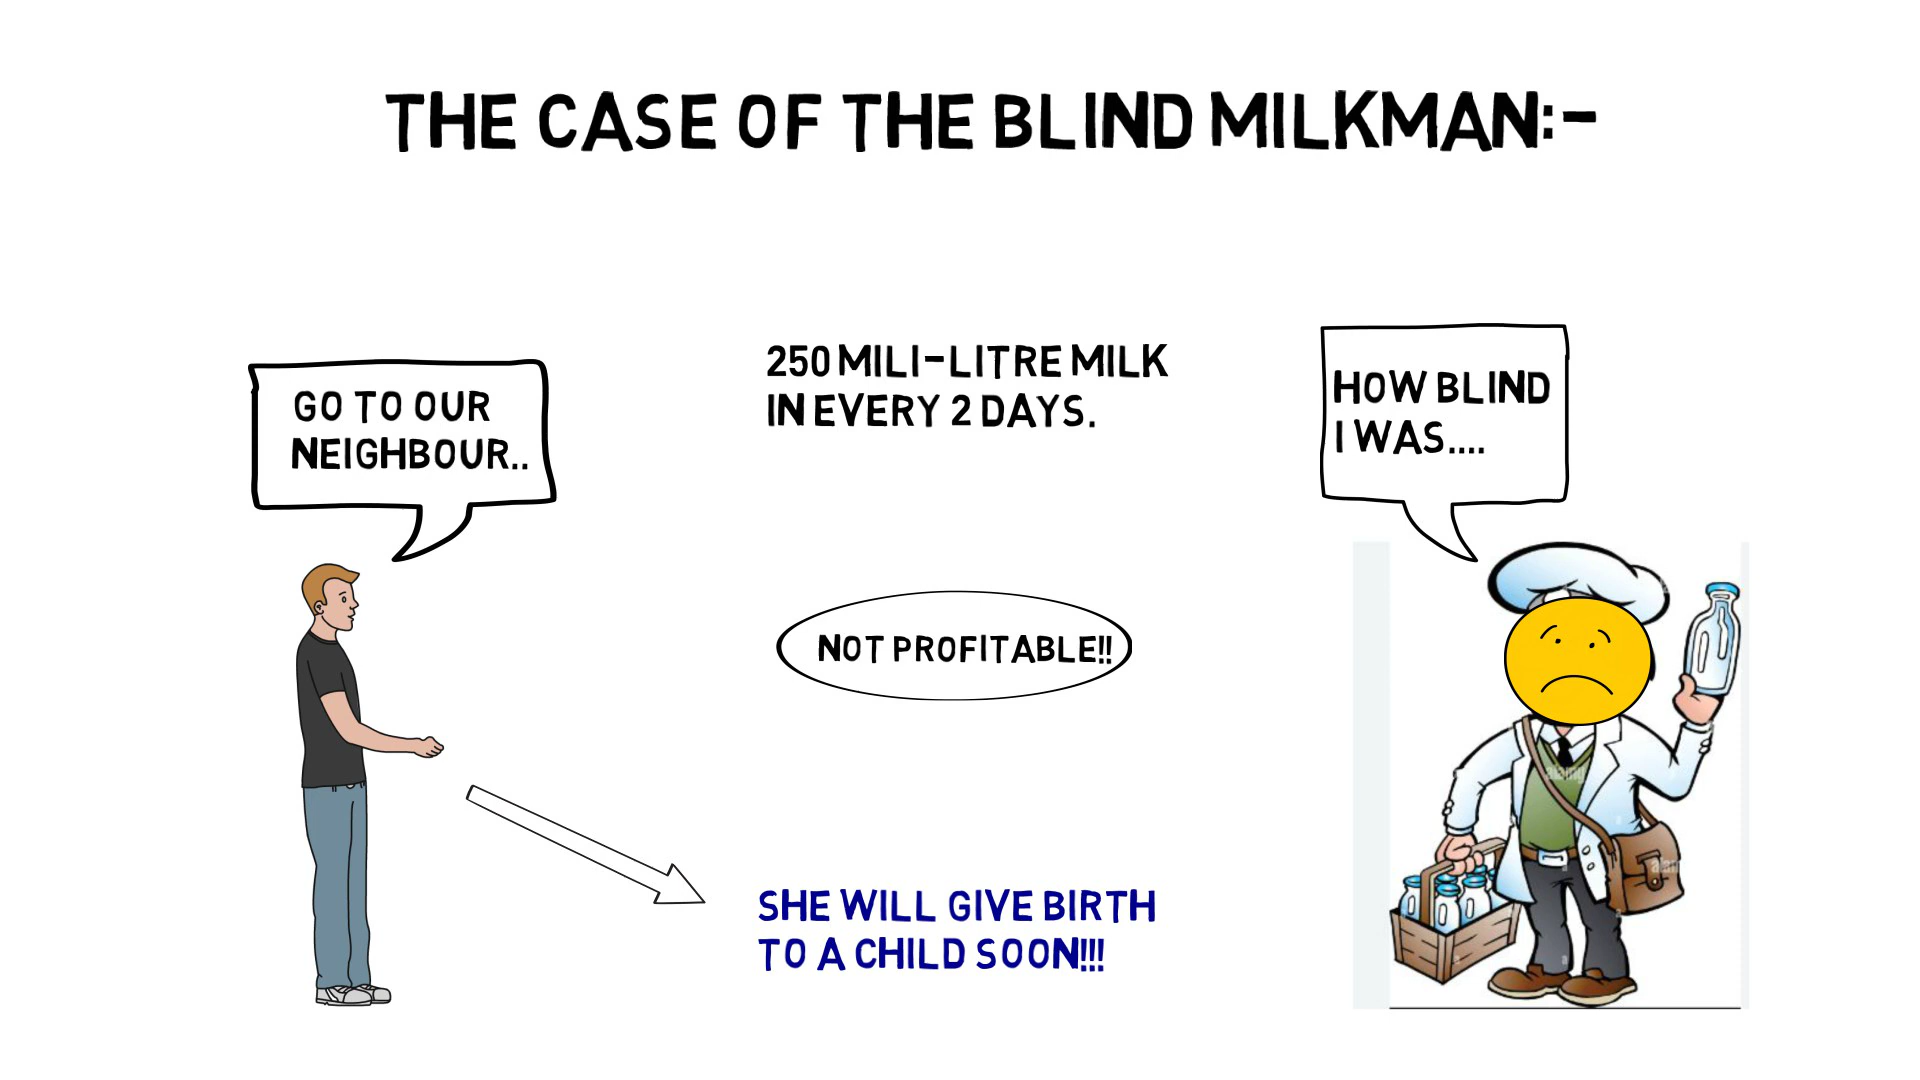 THE CASE OF THE BLIND MILKMAN:-
GO TO OUR
NEIGHBOUR..
250 MILI-LITRE MILK
IN EVERY 2 DAYS.
HOW BLIND
I WAS....
NOT PROFITABLE!!
SHE WILL GIVE BIRTH
TO A CHILD SOON!!!